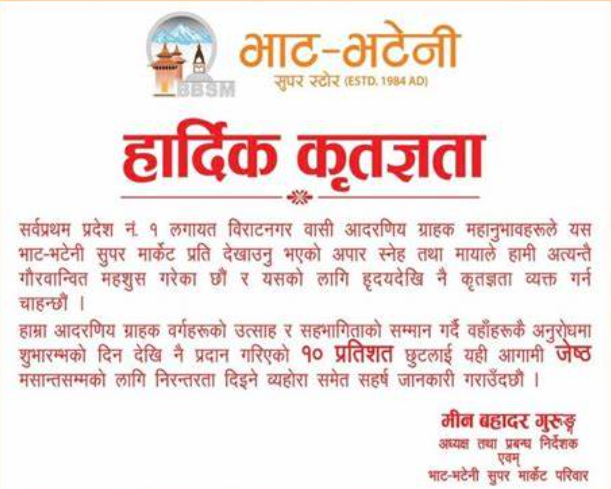 BBSM
भाट-भटेनी
सुपर स्टोर (ESTD. 1984 AD)
हार्दिक कृतज्ञता
सर्वप्रथम प्रदेश नं. १ लगायत विराटनगर वासी आदरणिय ग्राहक महानुभावहरूले यस
भाट-भटेनी सुपर मार्केट प्रति देखाउनु भएको अपार स्नेह तथा मायाले हामी अत्यन्तै
गौरवान्वित महशुस गरेका छौं र यसको लागि हृदयदेखि नै कृतज्ञता व्यक्त गर्न
चाहन्छौं ।
हाम्रा आदरणिय ग्राहक वर्गहरूको उत्साह र सहभागिताको सम्मान गर्दै वहाँहरूकै अनुरोधमा
शुभारम्भको दिन देखि नै प्रदान गरिएको १० प्रतिशत छुटलाई यही आगामी जेष्ठ
मसान्तसम्मको लागि निरन्तरता दिइने व्यहोरा समेत सहर्ष जानकारी गराउँदछौ ।
मीन बहादर गुरूङ्ग
अध्यक्ष तथा प्रबन्ध निर्देशक
एवम्
भाट-भटेनी सुपर मार्केट परिवार